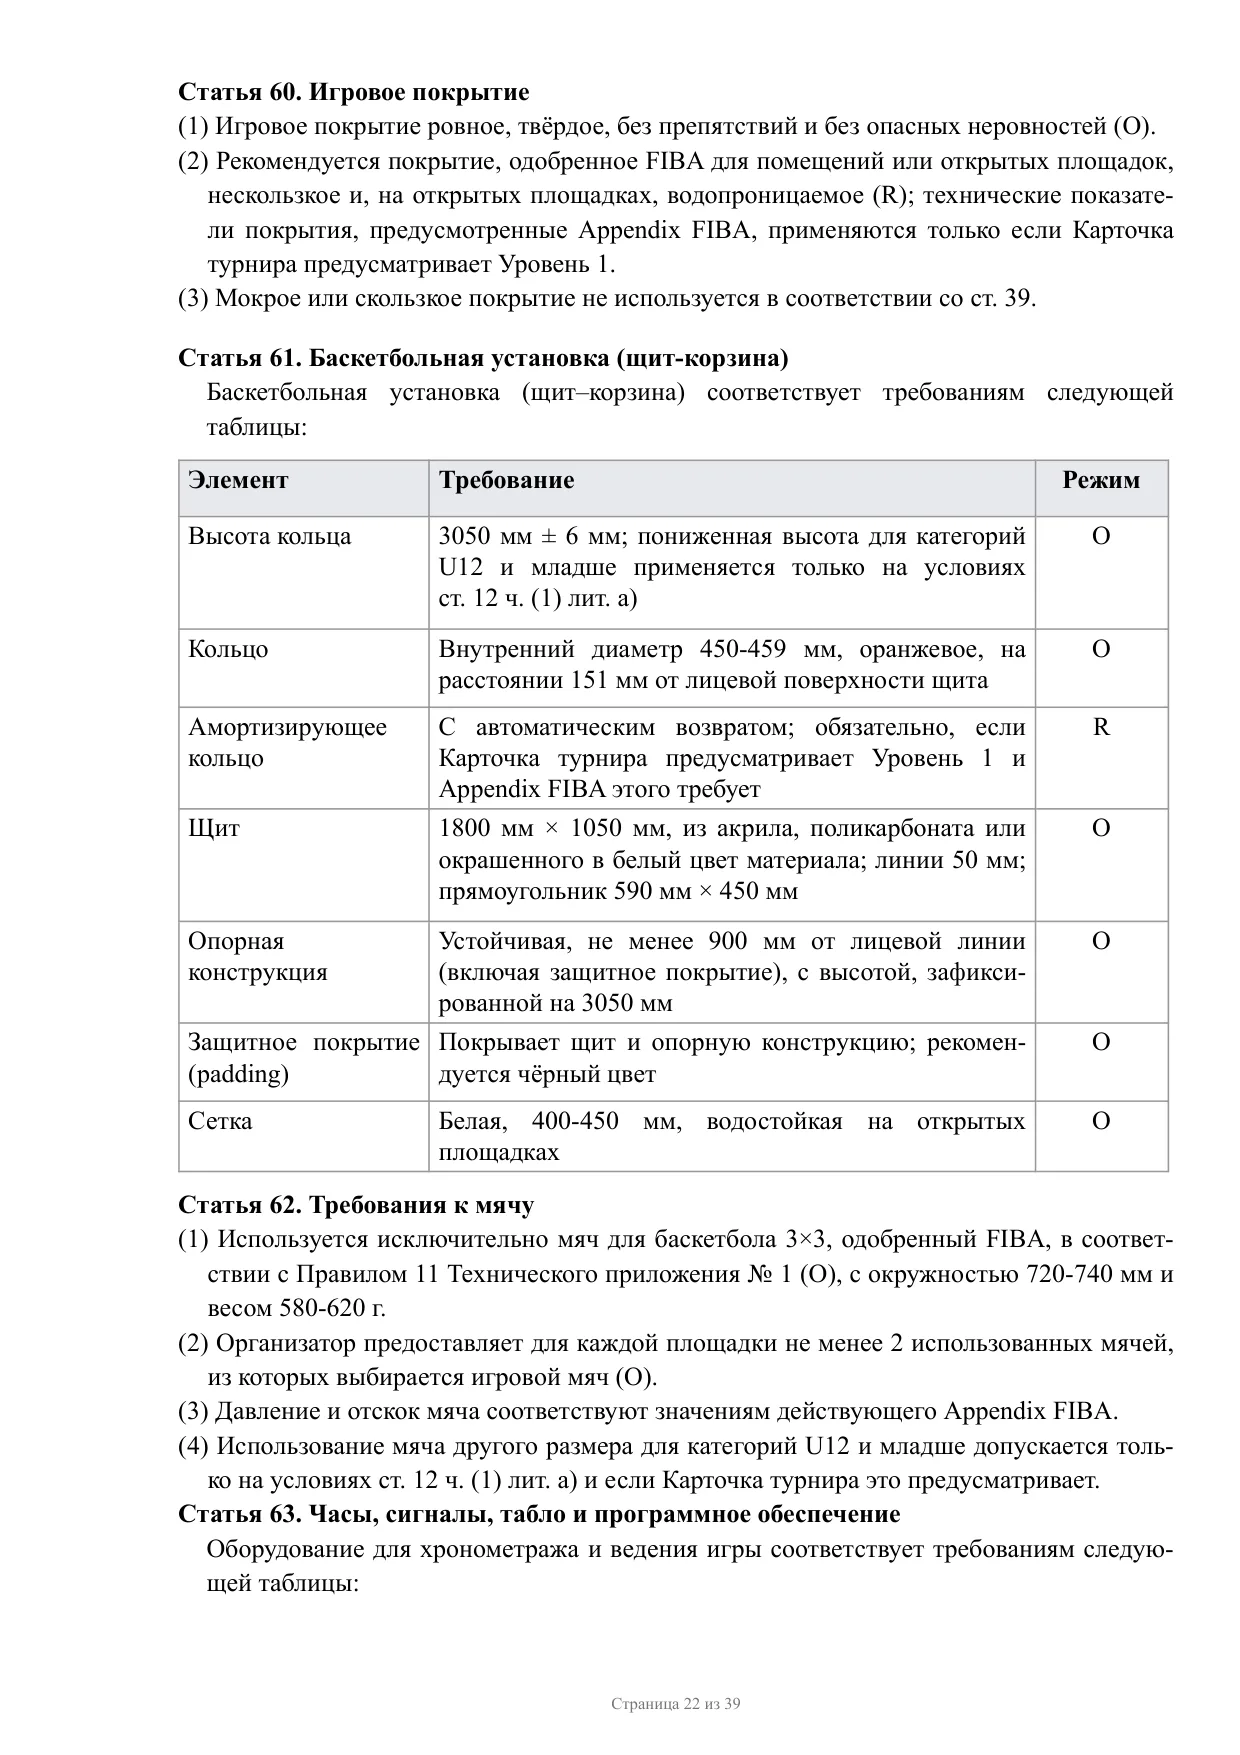 Статья 60. Игровое покрытие
(1) Игровое покрытие ровное, твёрдое, без препятствий и без опасных неровностей (O).
(2) Рекомендуется покрытие, одобренное FIBA для помещений или открытых площадок,
нескользкое и, на открытых площадках, водопроницаемое (R); технические показате-
ли покрытия, предусмотренные Appendix FIBA, применяются только если Карточка
турнира предусматривает Уровень 1.
(3) Мокрое или скользкое покрытие не используется в соответствии со ст. 39.
Статья 61. Баскетбольная установка (щит-корзина)
Баскетбольная установка (щит–корзина) соответствует требованиям следующей
таблицы:
Элемент Требование Режим
Высота кольца 3050 мм ± 6 мм; пониженная высота для категорий O
U12 и младше применяется только на условиях
ст. 12 ч. (1) лит. a)
Кольцо Внутренний диаметр 450-459 мм, оранжевое, на O
расстоянии 151 мм от лицевой поверхности щита
Амортизирующее С автоматическим возвратом; обязательно, если R
кольцо Карточка турнира предусматривает Уровень 1 и
Appendix FIBA этого требует
Щит 1800 мм × 1050 мм, из акрила, поликарбоната или O
окрашенного в белый цвет материала; линии 50 мм;
прямоугольник 590 мм × 450 мм
Опорная Устойчивая, не менее 900 мм от лицевой линии O
конструкция (включая защитное покрытие), с высотой, зафикси-
рованной на 3050 мм
Защитное покрытие Покрывает щит и опорную конструкцию; рекомен- O
(padding) дуется чёрный цвет
Сетка Белая, 400-450 мм, водостойкая на открытых O
площадках
Статья 62. Требования к мячу
(1) Используется исключительно мяч для баскетбола 3×3, одобренный FIBA, в соответ-
ствии с Правилом 11 Технического приложения № 1 (O), с окружностью 720-740 мм и
весом 580-620 г.
(2) Организатор предоставляет для каждой площадки не менее 2 использованных мячей,
из которых выбирается игровой мяч (O).
(3) Давление и отскок мяча соответствуют значениям действующего Appendix FIBA.
(4) Использование мяча другого размера для категорий U12 и младше допускается толь-
ко на условиях ст. 12 ч. (1) лит. a) и если Карточка турнира это предусматривает.
Статья 63. Часы, сигналы, табло и программное обеспечение
Оборудование для хронометража и ведения игры соответствует требованиям следую-
щей таблицы:
Страница 22 из 39